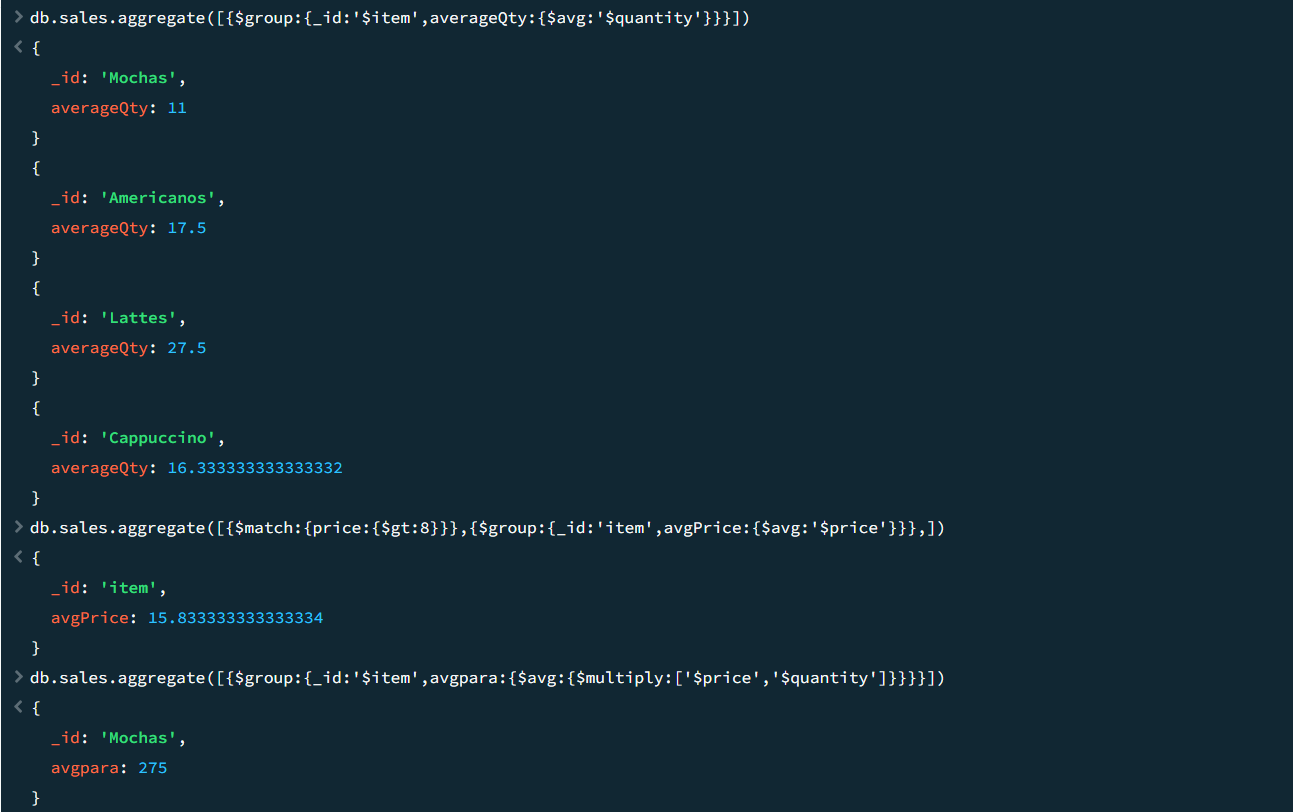 > db.sales.aggregate([{$group:{_id:'$item',averageQty:{$avg:'$quantity'}}}])
< {
_id: 'Mochas',
averageQty: 11
}
{
_id: 'Americanos',
averageQty: 17.5
}
{
_id: 'Lattes',
averageQty: 27.5
}
{
_id: 'Cappuccino',
averageQty: 16.333333333333332
}
> db.sales.aggregate([{$match:{price:{$gt:8}}},{$group:{_id:'item',avgPrice:{$avg:'$price'}}},])
< {
_id: 'item',
avgPrice: 15.833333333333334
}
> db.sales.aggregate([{$group:{_id:'$item',avgpara:{$avg:{$multiply:['$price','$quantity']}}}}])
< {
_id: 'Mochas',
avgpara: 275
}